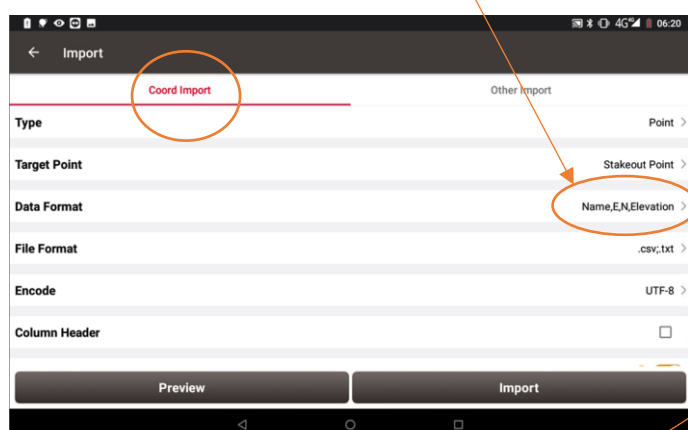 4G 06:20
Import
Coord Import Other Import
Type Point
Target Point Stakeout Point
Data Format Name,E,N,Elevation
File Format .csv;.txt
Encode UTF-8
Column Header
Preview Import